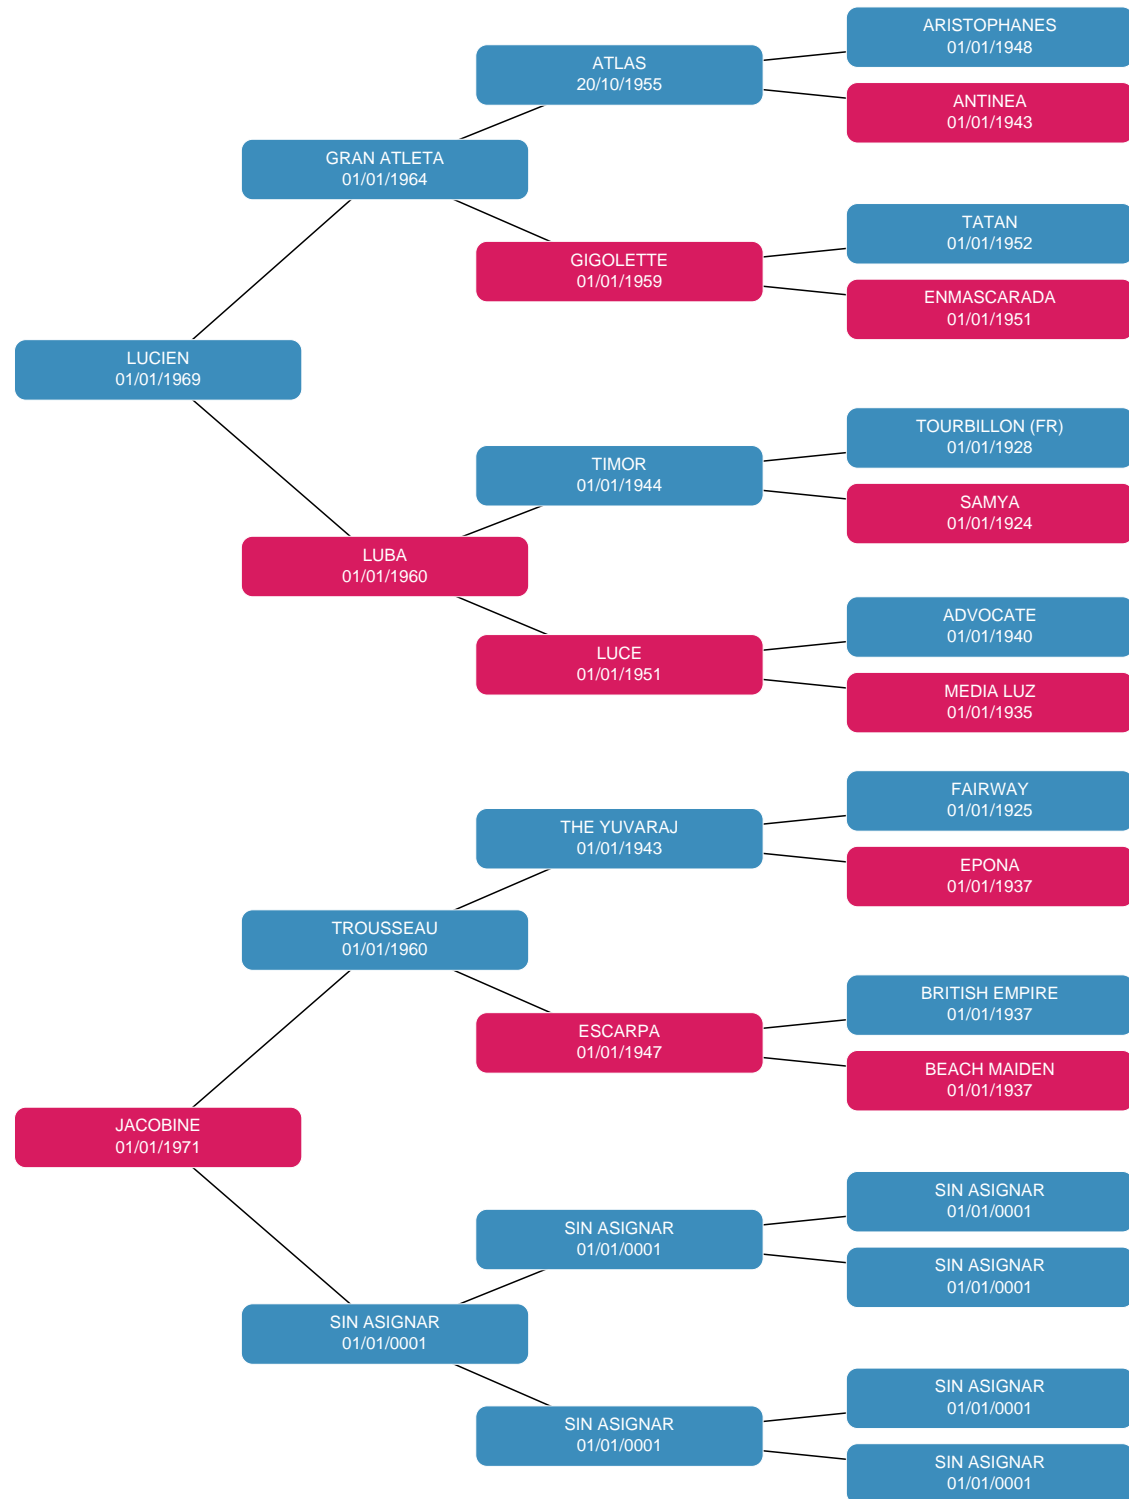 ARISTOPHANES
01/01/1948
ATLAS
20/10/1955
ANTINEA
01/01/1943
GRAN ATLETA
01/01/1964
TATAN
01/01/1952
GIGOLETTE
01/01/1959
ENMASCARADA
01/01/1951
LUCIEN
01/01/1969
TOURBILLON (FR)
01/01/1928
TIMOR
01/01/1944
SAMYA
01/01/1924
LUBA
01/01/1960
ADVOCATE
01/01/1940
LUCE
01/01/1951
MEDIA LUZ
01/01/1935
FAIRWAY
01/01/1925
THE YUVARAJ
01/01/1943
EPONA
01/01/1937
TROUSSEAU
01/01/1960
BRITISH EMPIRE
01/01/1937
ESCARPA
01/01/1947
BEACH MAIDEN
01/01/1937
JACOBINE
01/01/1971
SIN ASIGNAR
01/01/0001
SIN ASIGNAR
01/01/0001
SIN ASIGNAR
01/01/0001
SIN ASIGNAR
01/01/0001
SIN ASIGNAR
01/01/0001
SIN ASIGNAR
01/01/0001
SIN ASIGNAR
01/01/0001